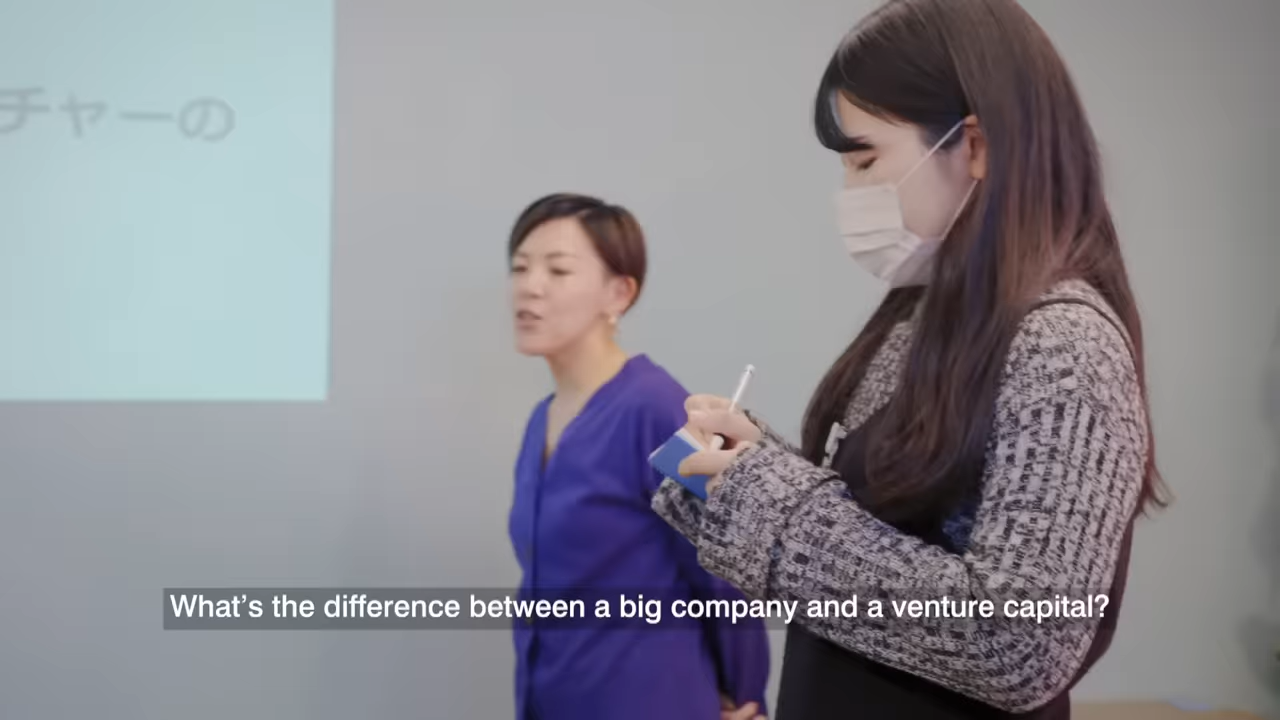 チャーの
What's the difference between a big company and a venture capital?